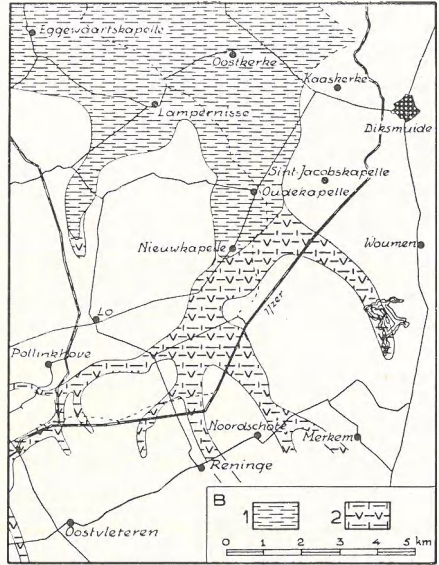 Eggewaartskapelle
Oostkerke
Kaaskerke
Lampernisse
Diksmuide
Sint-Jacobskapelle
Oudekapelle
Nieuwkapelle
Woumen
IJzer
Lo
Pollinkhove
Noordschote
Merkem
Reninge
Oostvleteren
B
1
2
0 1 2 3 4 5 km